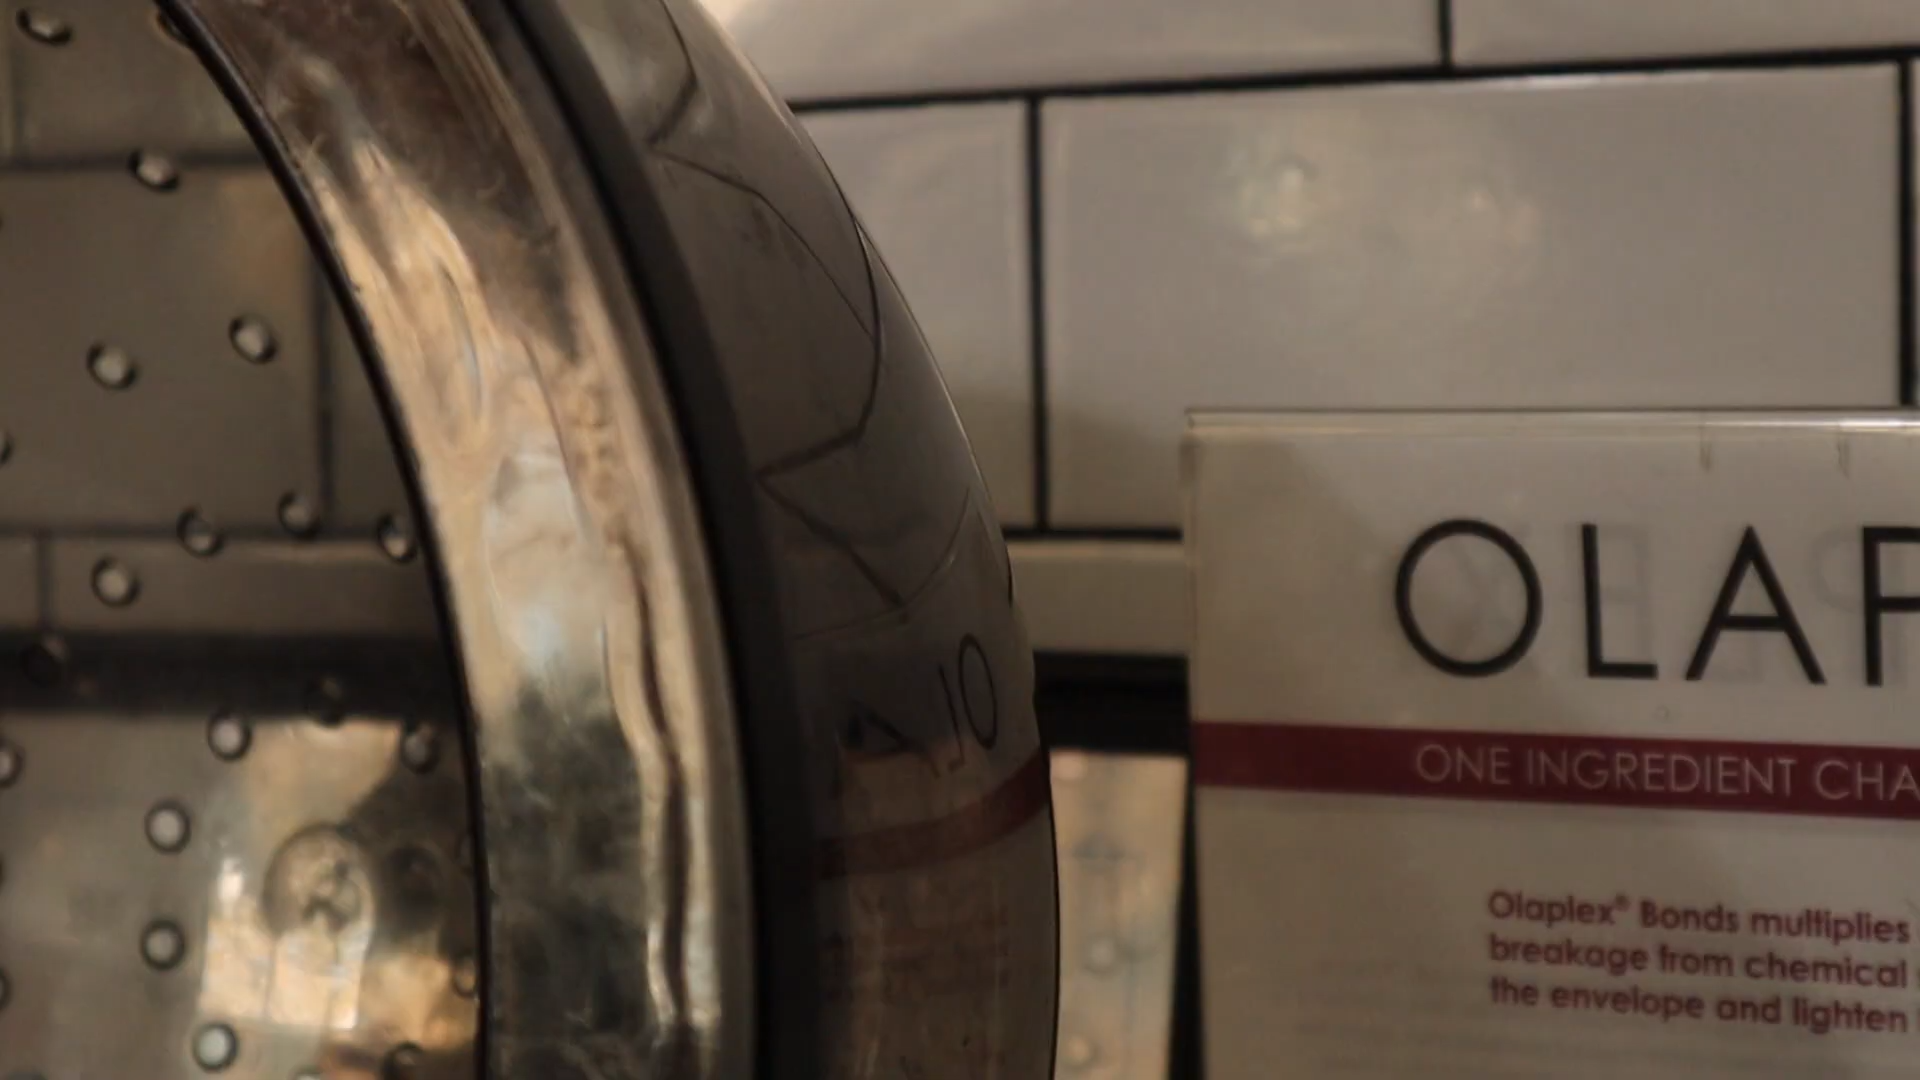 OLAP
ONE INGREDIENT CHA
Olaplex® Bonds multiplies
breakage from chemical
the envelope and lighten